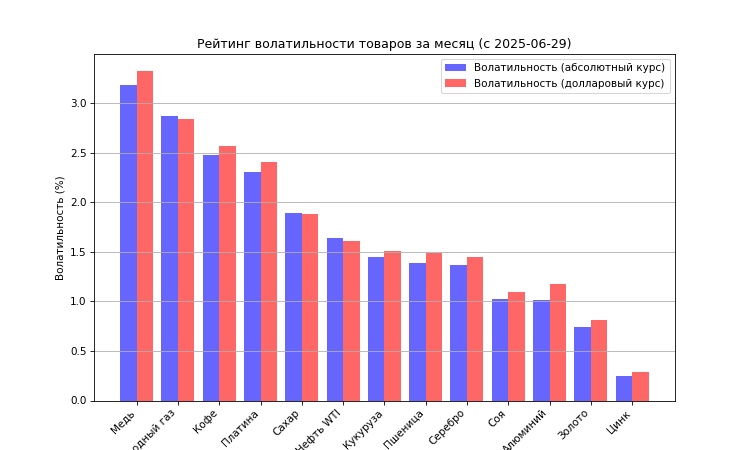 Рейтинг волатильности товаров за месяц (с 2025-06-29)
Волатильность (абсолютный курс)
Волатильность (долларовый курс)
Волатильность (%)
3.0
2.5
2.0
1.5
1.0
0.5
0.0
Медь
газ
Кофе
Платина
Сахар
Нефть WTI
Кукуруза
Пшеница
Серебро
Соя
Алюминий
Золото
Цинк